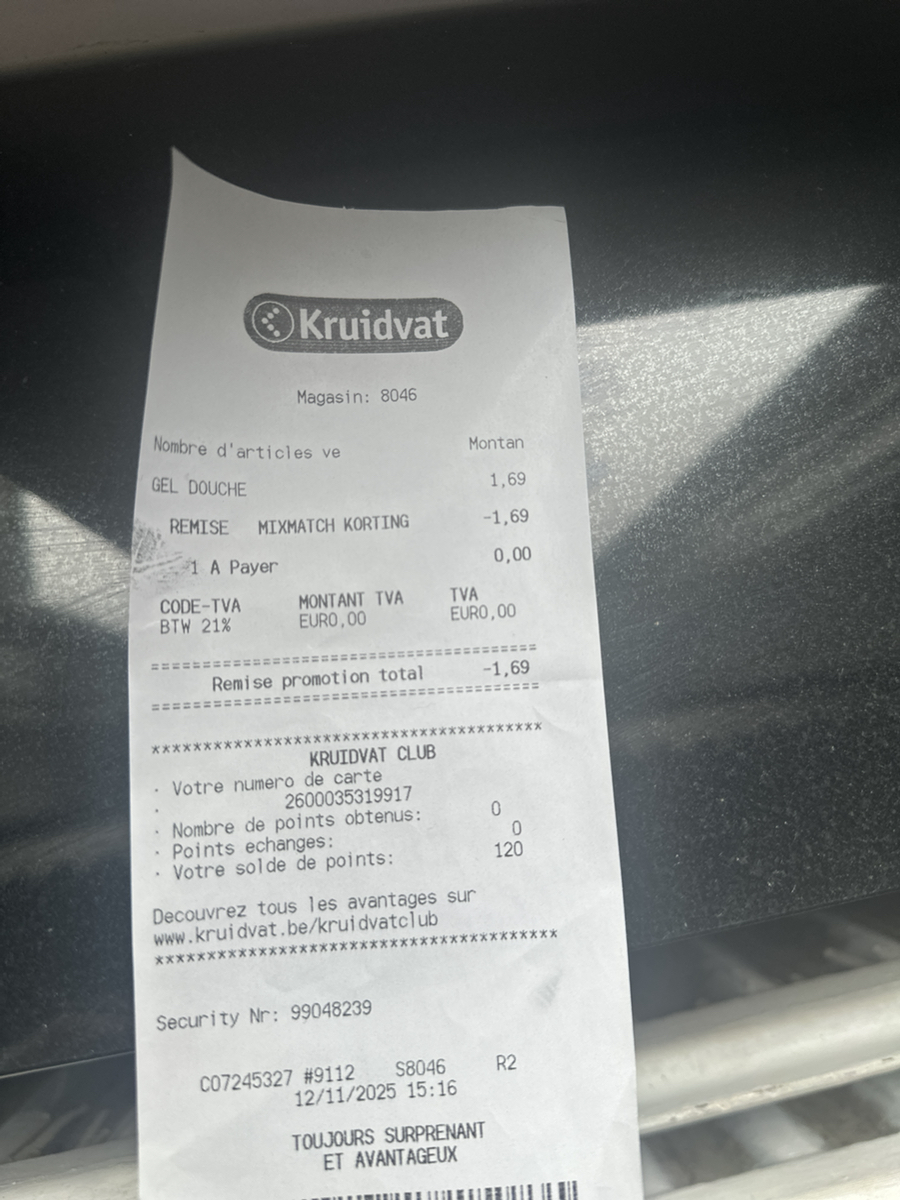 Kruidvat
Magasin: 8046
Nombre d'articles ve Montan
GEL DOUCHE 1,69
REMISE MIXMATCH KORTING -1,69
1 A Payer 0,00
CODE-TVA MONTANT TVA TVA
BTW 21% EUR0,00 EUR0,00
=====================================
Remise promotion total -1,69
=====================================
**************************************
KRUIDVAT CLUB
· Votre numero de carte
· 2600035319917
· Nombre de points obtenus: 0
· Points echanges: 0
· Votre solde de points: 120
Decouvrez tous les avantages sur
www.kruidvat.be/kruidvatclub
***************************************
Security Nr: 99048239
C07245327 #9112 S8046 R2
12/11/2025 15:16
TOUJOURS SURPRENANT
ET AVANTAGEUX